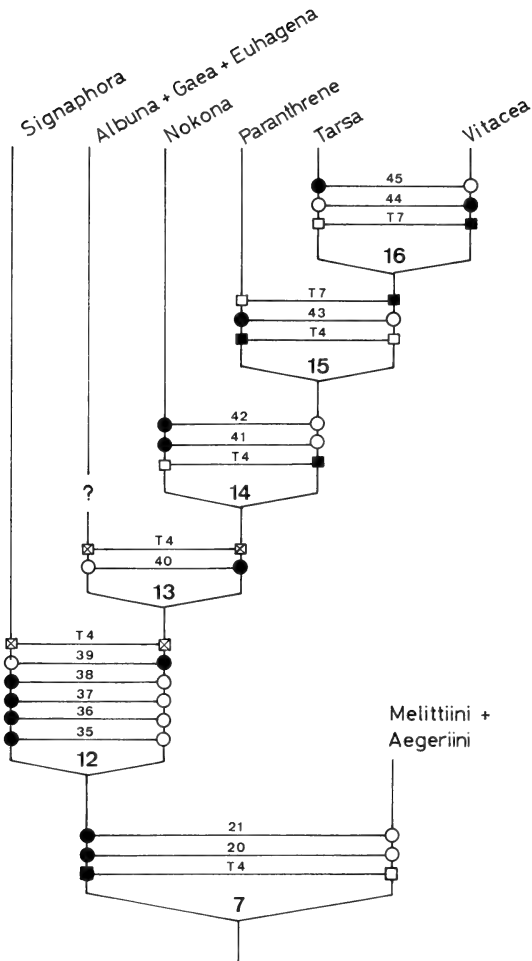 Signaphora
Albuna + Gaea + Euhagena
Nokona
Paranthrene
Tarsa
Vitacea
45
44
T7
16
T7
43
T4
15
42
41
T4
14
?
T4
40
13
T4
39
38
37
36
35
12
Melittiini +
Aegeriini
21
20
T4
7